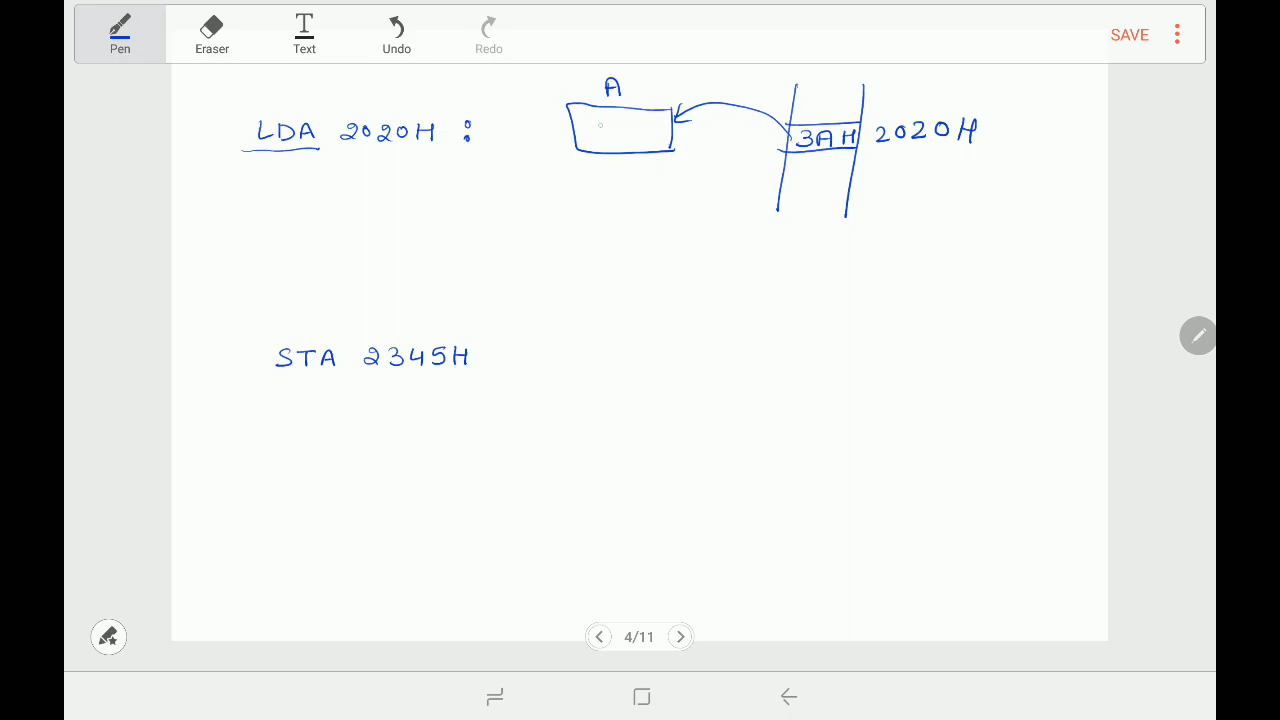 Pen Eraser Text Undo Redo SAVE
A
LDA 2020H : 3AH 2020H
STA 2345H
4/11